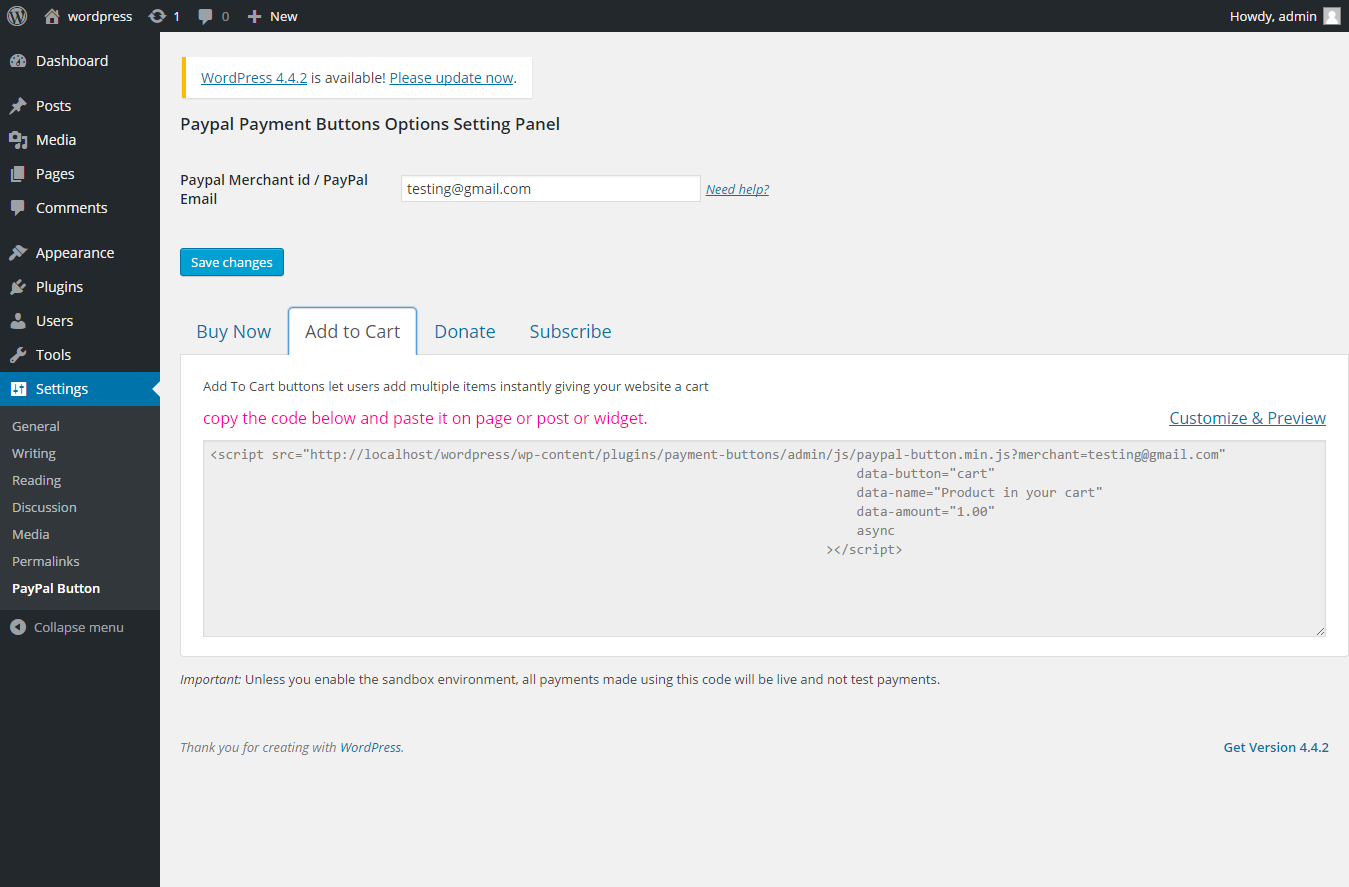 wordpress 1 0 New Howdy, admin
Dashboard
Posts
Media
Pages
Comments
Appearance
Plugins
Users
Tools
Settings
General
Writing
Reading
Discussion
Media
Permalinks
PayPal Button
Collapse menu
WordPress 4.4.2 is available! Please update now.
Paypal Payment Buttons Options Setting Panel
Paypal Merchant id / PayPal
Email
testing@gmail.com Need help?
Save changes
Buy Now Add to Cart Donate Subscribe
Add To Cart buttons let users add multiple items instantly giving your website a cart
copy the code below and paste it on page or post or widget. Customize & Preview
<script src="http://localhost/wordpress/wp-content/plugins/payment-buttons/admin/js/paypal-button.min.js?merchant=testing@gmail.com"
data-button="cart"
data-name="Product in your cart"
data-amount="1.00"
async
></script>
Important: Unless you enable the sandbox environment, all payments made using this code will be live and not test payments.
Thank you for creating with WordPress. Get Version 4.4.2